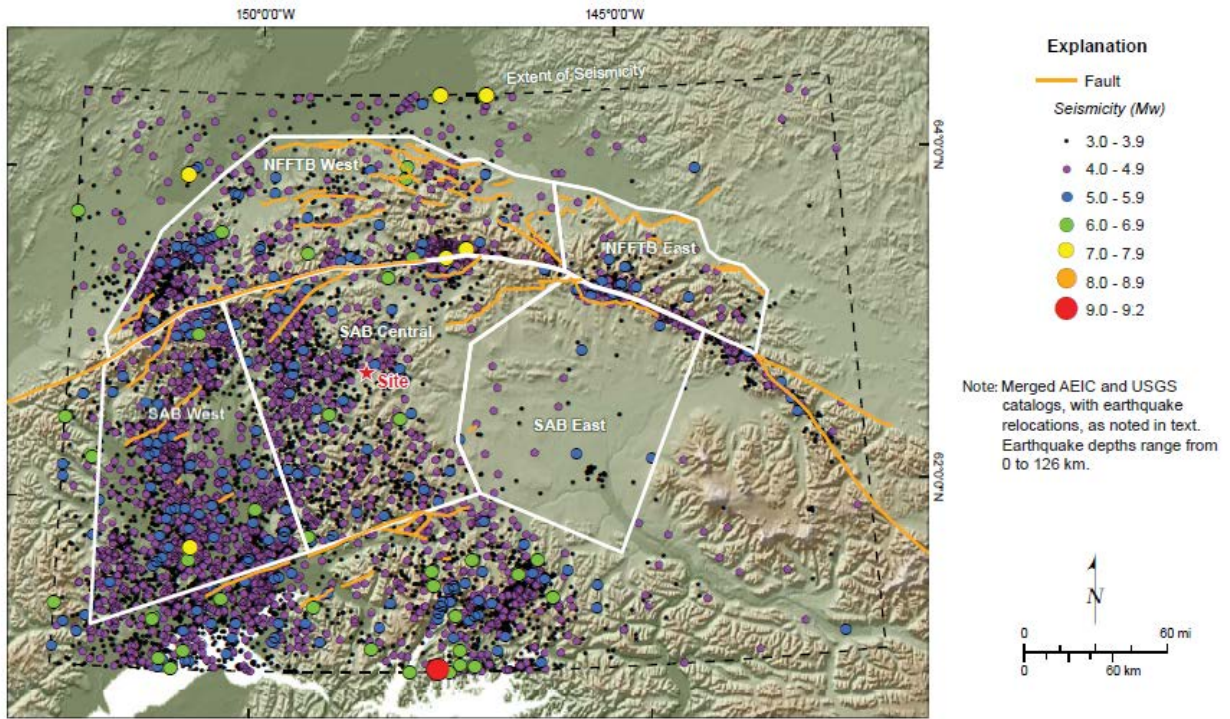 150°0'0"W
145°0'0"W
Extent of Seismicity
64°0'0"N
NFFTB West
NFFTB East
SAB Central
Site
SAB West
SAB East
62°0'0"N
Explanation
Fault
Seismicity (Mw)
3.0 - 3.9
4.0 - 4.9
5.0 - 5.9
6.0 - 6.9
7.0 - 7.9
8.0 - 8.9
9.0 - 9.2
Note: Merged AEIC and USGS
catalogs, with earthquake
relocations, as noted in text.
Earthquake depths range from
0 to 126 km.
N
0 60 mi
0 60 km